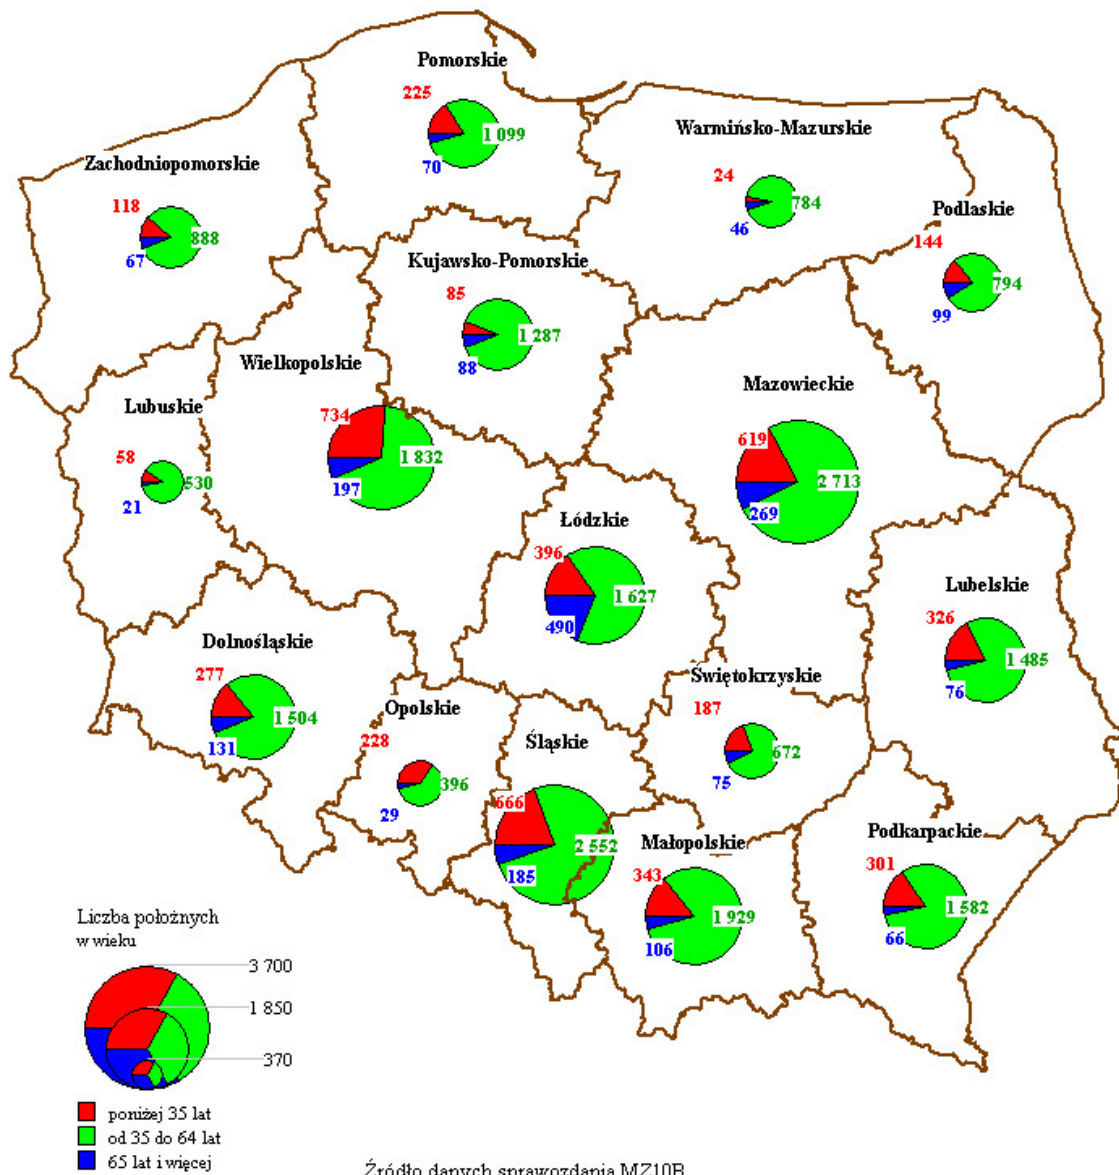 Pomorskie
225
1 099
70
Warmińsko-Mazurskie
24
784
46
Zachodniopomorskie
118
888
67
Podlaskie
144
794
99
Kujawsko-Pomorskie
85
1 287
88
Wielkopolskie
734
1 832
197
Mazowieckie
619
2 713
269
Lubuskie
58
530
21
Łódzkie
396
1 627
490
Lubelskie
326
1 485
76
Dolnośląskie
277
1 504
131
Opolskie
228
396
29
Śląskie
666
2 552
185
Świętokrzyskie
187
672
75
Małopolskie
343
1 929
106
Podkarpackie
301
1 582
66
Liczba położnych
w wieku
3 700
1 850
370
poniżej 35 lat
od 35 do 64 lat
65 lat i więcej
Źródło danych sprawozdania MZ10B